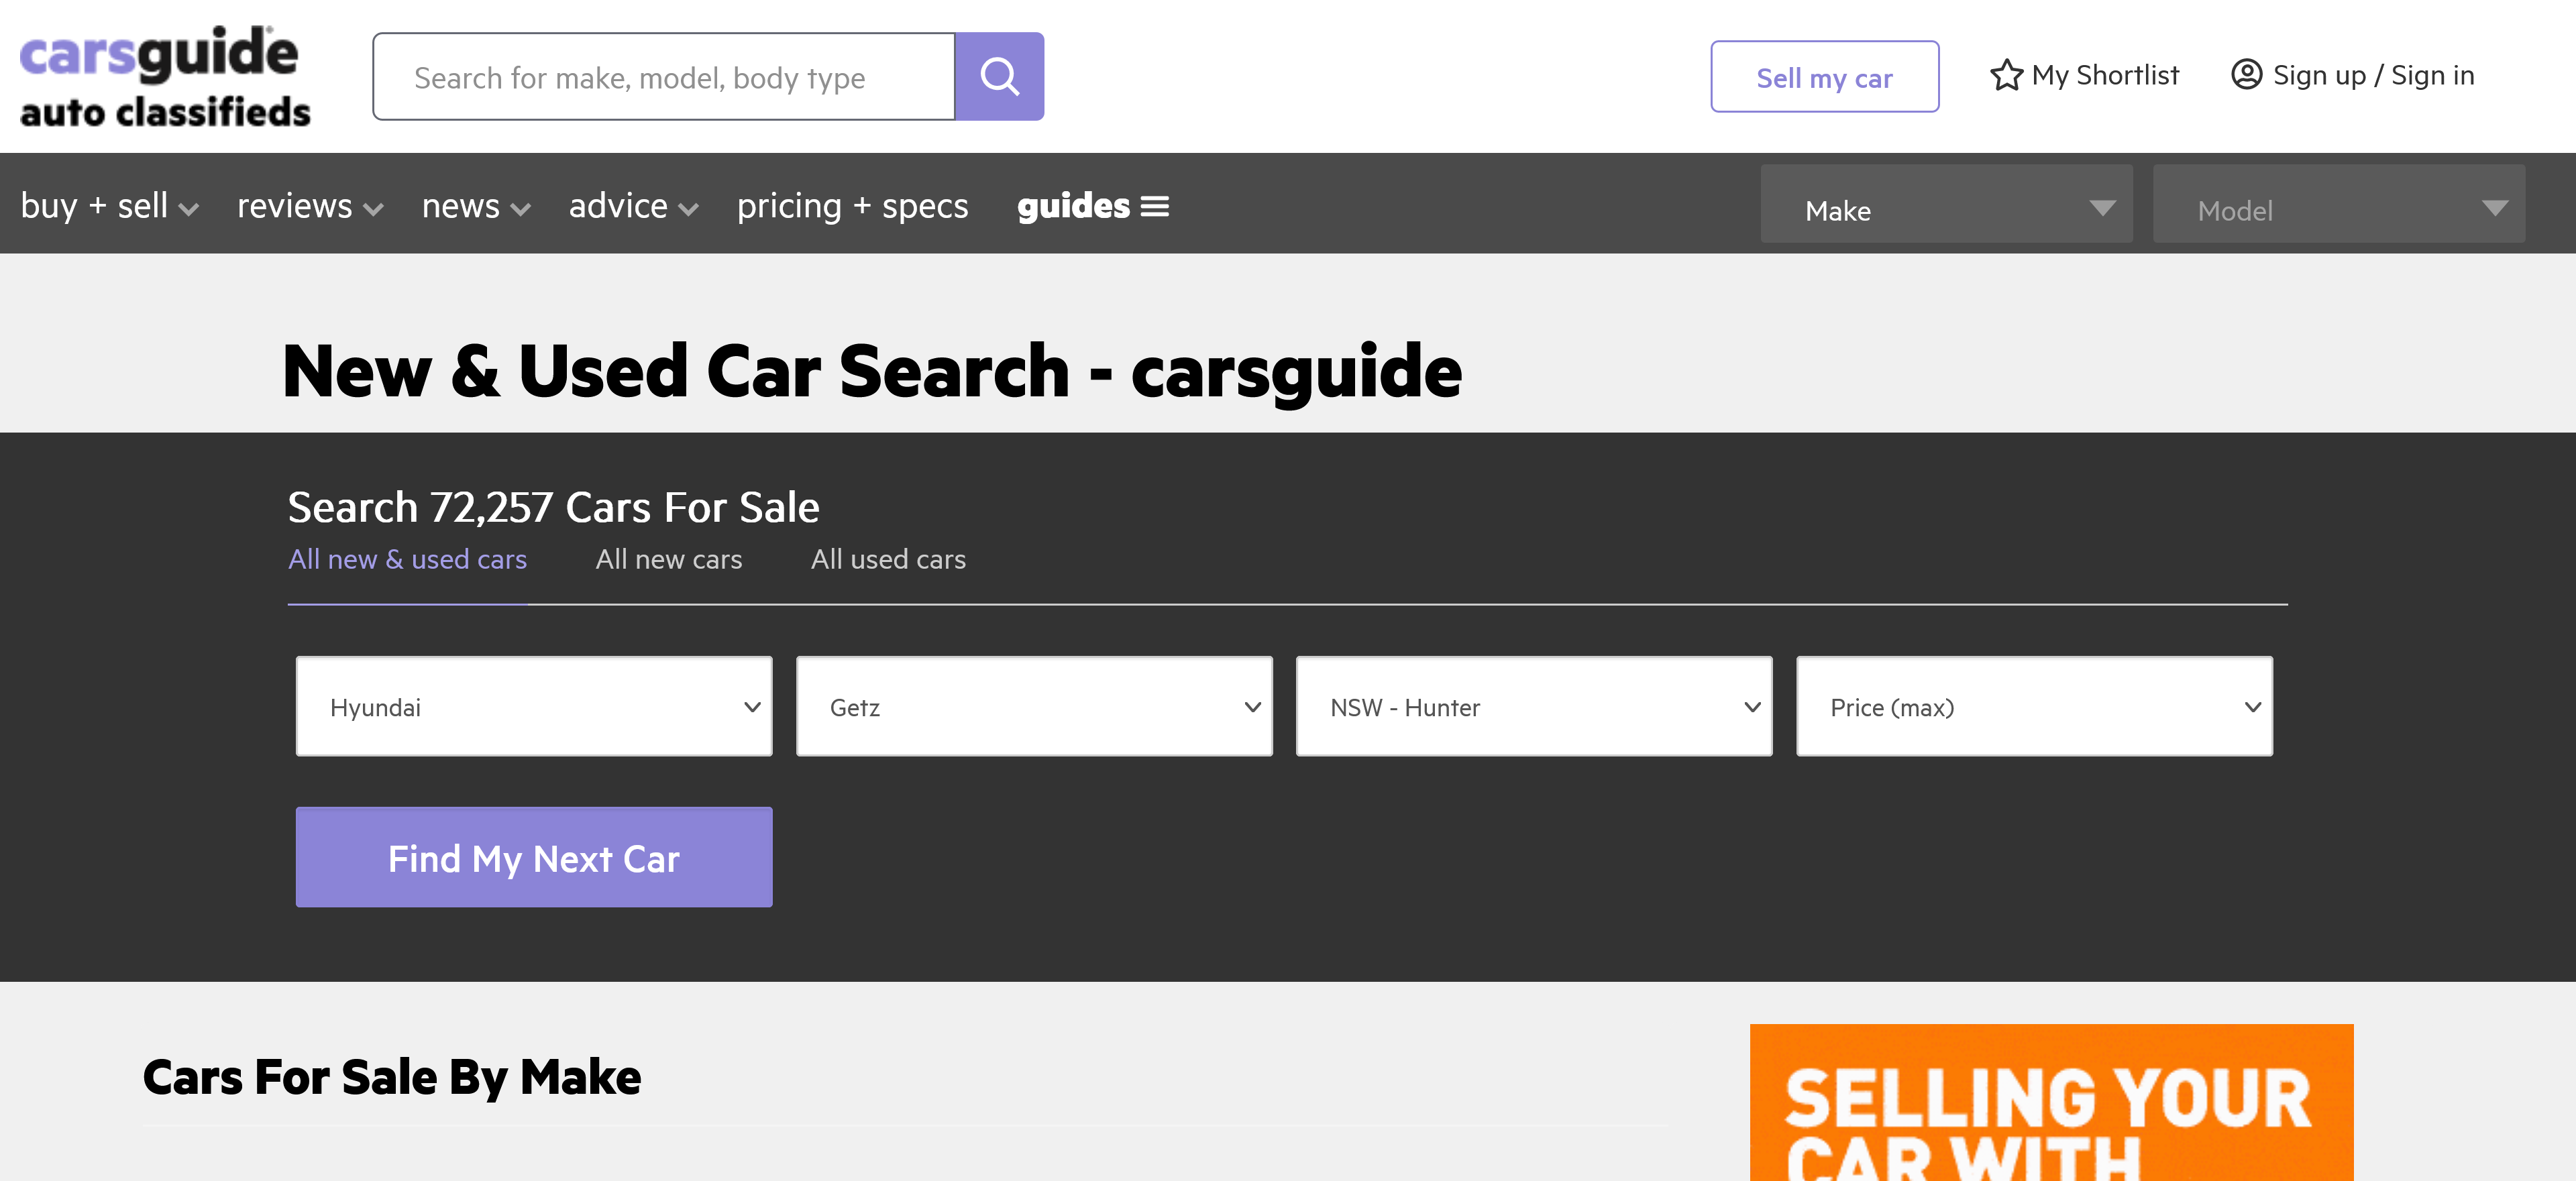 carsguide
auto classifieds
Search for make, model, body type
Sell my car
My Shortlist
Sign up / Sign in
buy + sell
reviews
news
advice
pricing + specs
guides
Make
Model
New & Used Car Search - carsguide
Search 72,257 Cars For Sale
All new & used cars
All new cars
All used cars
Hyundai
Getz
NSW - Hunter
Price (max)
Find My Next Car
Cars For Sale By Make
SELLING YOUR
CAR WITH